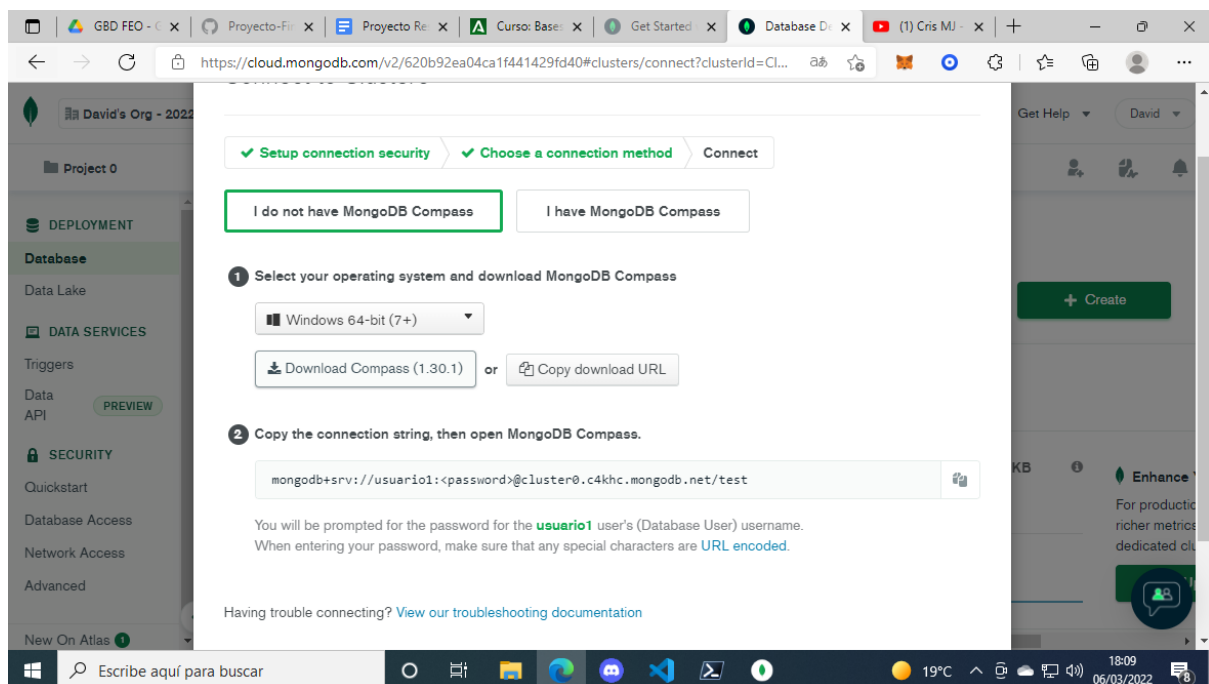 GBD FEO - G
Proyecto-Fin
Proyecto Re
Curso: Bases
Get Started
Database De
(1) Cris MJ -
https://cloud.mongodb.com/v2/620b92ea04ca1f441429fd40#clusters/connect?clusterId=Cl...
Connect to Clusters
David's Org - 2022
Get Help
David
Project 0
Setup connection security
Choose a connection method
Connect
I do not have MongoDB Compass
I have MongoDB Compass
DEPLOYMENT
Database
Data Lake
DATA SERVICES
Triggers
Data
API
PREVIEW
SECURITY
Quickstart
Database Access
Network Access
Advanced
New On Atlas 1
1 Select your operating system and download MongoDB Compass
Windows 64-bit (7+)
Download Compass (1.30.1) or Copy download URL
2 Copy the connection string, then open MongoDB Compass.
mongodb+srv://usuario1:<password>@cluster0.c4khc.mongodb.net/test
You will be prompted for the password for the usuario1 user's (Database User) username.
When entering your password, make sure that any special characters are URL encoded.
Having trouble connecting? View our troubleshooting documentation
+ Create
KB
Enhance
For productic
richer metrics
dedicated clu
Escribe aquí para buscar
19°C
18:09
06/03/2022
8